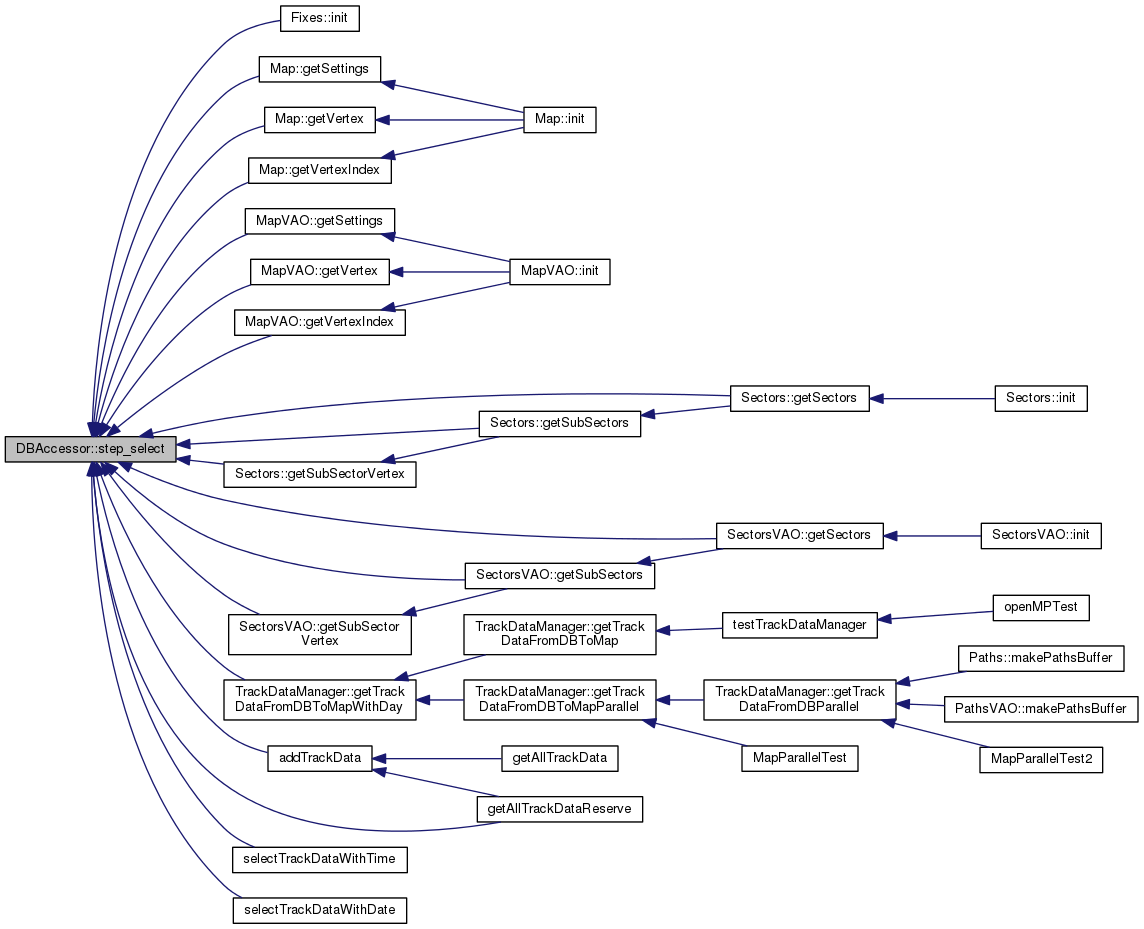 Fixes::init
Map::getSettings
Map::getVertex
Map::init
Map::getVertexIndex
MapVAO::getSettings
MapVAO::getVertex
MapVAO::init
MapVAO::getVertexIndex
Sectors::getSectors
Sectors::init
Sectors::getSubSectors
DBAccessor::step_select
Sectors::getSubSectorVertex
SectorsVAO::getSectors
SectorsVAO::init
SectorsVAO::getSubSectors
SectorsVAO::getSubSector
Vertex
TrackDataManager::getTrack
DataFromDBToMap
testTrackDataManager
openMPTest
TrackDataManager::getTrack
DataFromDBToMapWithDay
TrackDataManager::getTrack
DataFromDBToMapParallel
TrackDataManager::getTrack
DataFromDBParallel
Paths::makePathsBuffer
PathsVAO::makePathsBuffer
MapParallelTest
MapParallelTest2
addTrackData
getAllTrackData
getAllTrackDataReserve
selectTrackDataWithTime
selectTrackDataWithDate